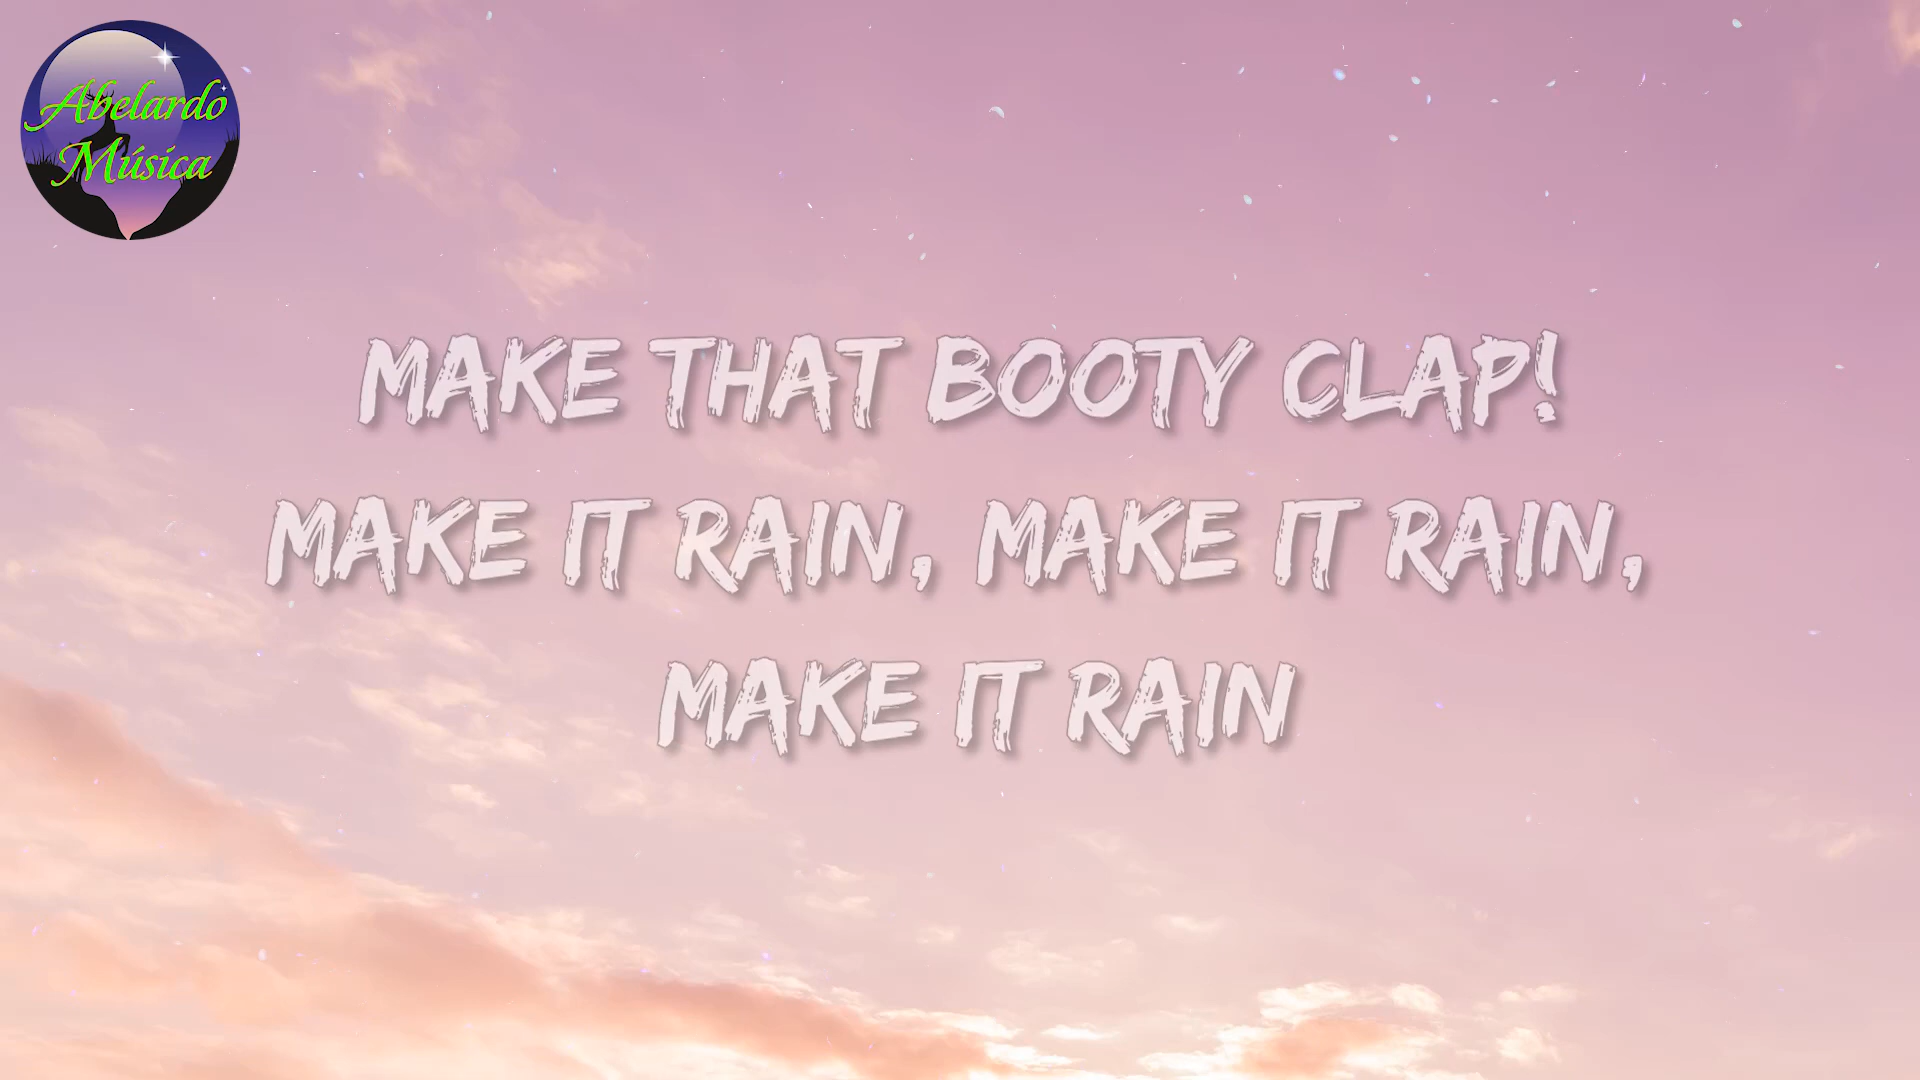 Abelardo
Música
MAKE THAT BOOTY CLAP!
MAKE IT RAIN, MAKE IT RAIN,
MAKE IT RAIN